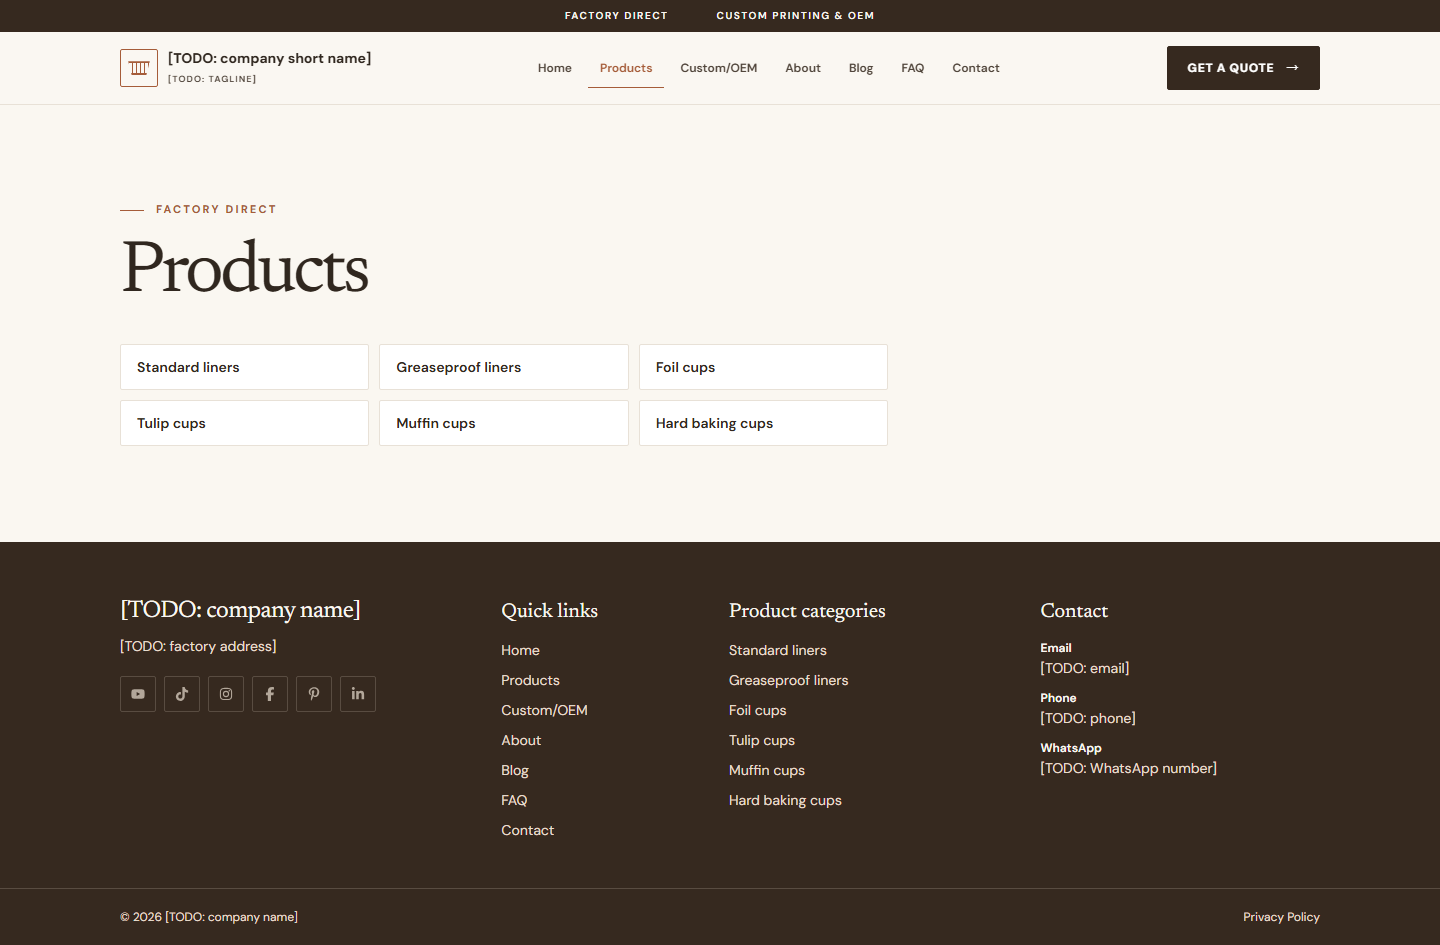 FACTORY DIRECT CUSTOM PRINTING & OEM
[TODO: company short name]
[TODO: TAGLINE]
Home Products Custom/OEM About Blog FAQ Contact
GET A QUOTE →
FACTORY DIRECT
Products
Standard liners Greaseproof liners Foil cups
Tulip cups Muffin cups Hard baking cups
[TODO: company name]
[TODO: factory address]
Quick links
Home
Products
Custom/OEM
About
Blog
FAQ
Contact
Product categories
Standard liners
Greaseproof liners
Foil cups
Tulip cups
Muffin cups
Hard baking cups
Contact
Email
[TODO: email]
Phone
[TODO: phone]
WhatsApp
[TODO: WhatsApp number]
© 2026 [TODO: company name]
Privacy Policy